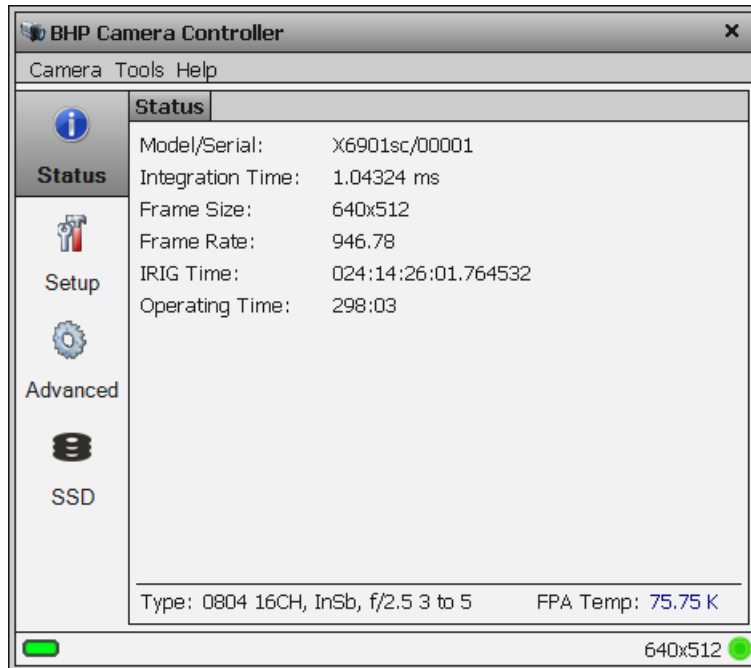 BHP Camera Controller
Camera Tools Help
Status
Status
Setup
Advanced
SSD
Model/Serial: X6901sc/00001
Integration Time: 1.04324 ms
Frame Size: 640x512
Frame Rate: 946.78
IRIG Time: 024:14:26:01.764532
Operating Time: 298:03
Type: 0804 16CH, InSb, f/2.5 3 to 5 FPA Temp: 75.75 K
640x512